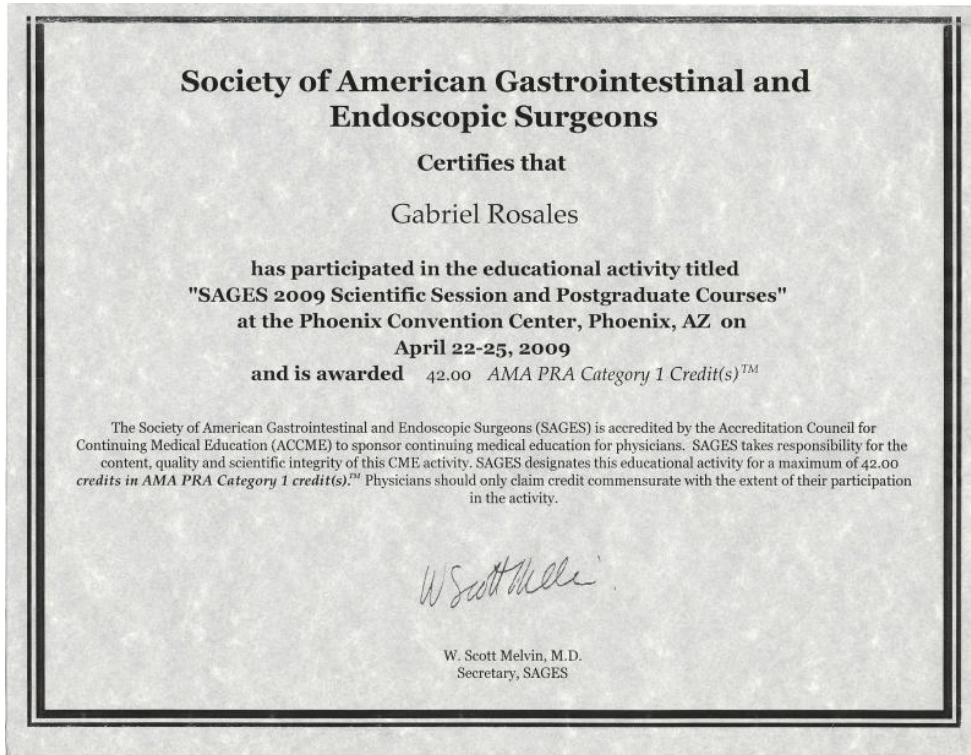 Society of American Gastrointestinal and
Endoscopic Surgeons
Certifies that
Gabriel Rosales
has participated in the educational activity titled
"SAGES 2009 Scientific Session and Postgraduate Courses"
at the Phoenix Convention Center, Phoenix, AZ on
April 22-25, 2009
and is awarded 42.00 AMA PRA Category 1 Credit(s)™
The Society of American Gastrointestinal and Endoscopic Surgeons (SAGES) is accredited by the Accreditation Council for
Continuing Medical Education (ACCME) to sponsor continuing medical education for physicians. SAGES takes responsibility for the
content, quality and scientific integrity of this CME activity. SAGES designates this educational activity for a maximum of 42.00
credits in AMA PRA Category 1 credit(s).™ Physicians should only claim credit commensurate with the extent of their participation
in the activity.
W Scott Melvin
W. Scott Melvin, M.D.
Secretary, SAGES